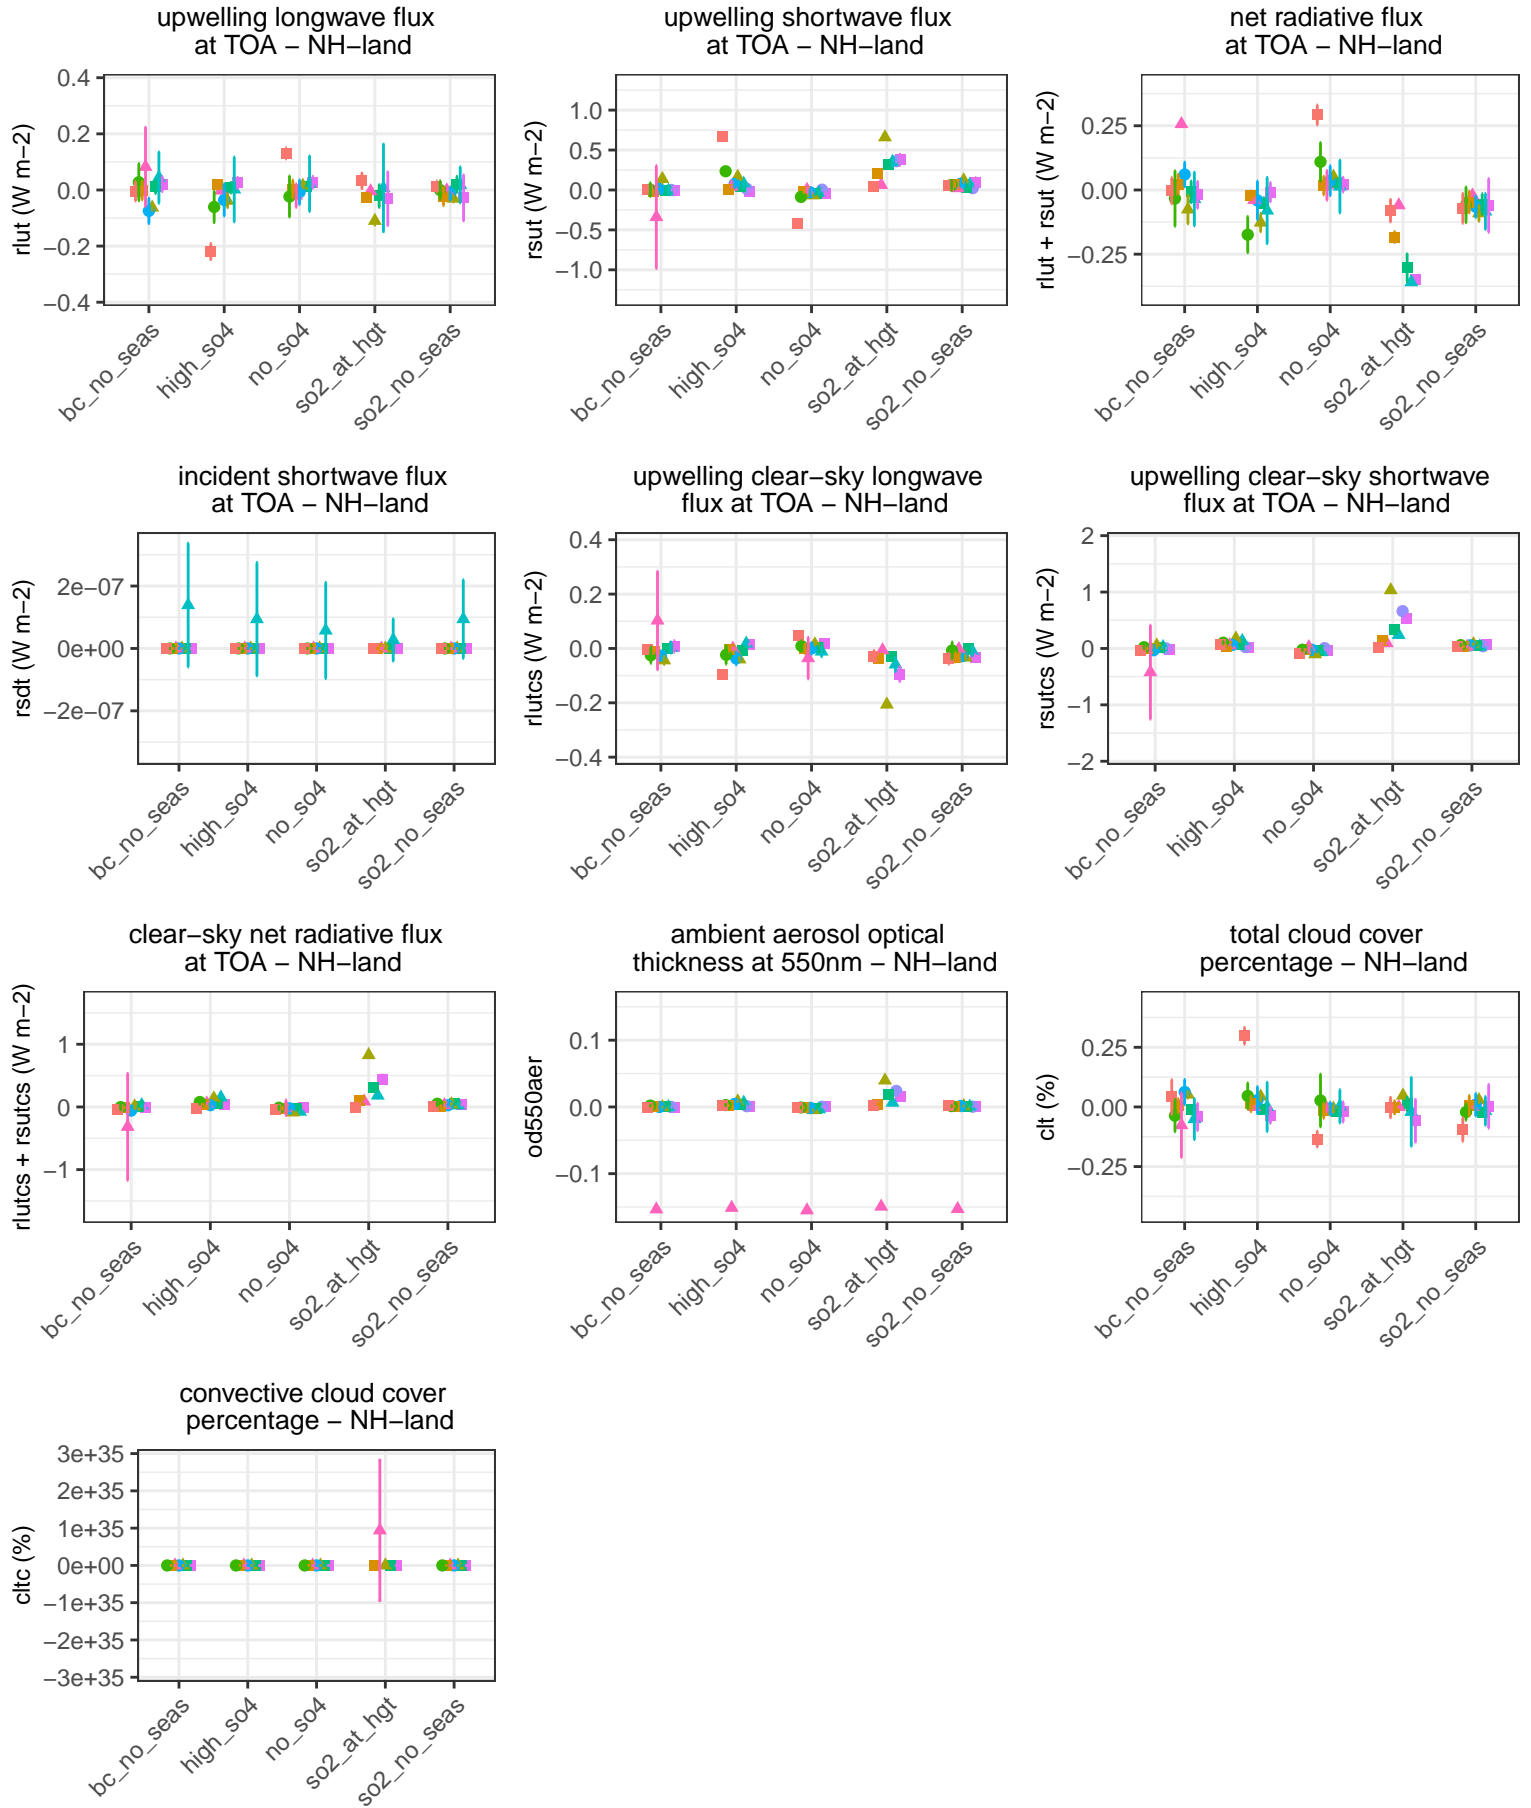 upwelling longwave flux
at TOA − NH−land
rlut (W m−2)
0.4
0.2
0.0
−0.2
−0.4
bc_no_seas
high_so4
no_so4
so2_at_hgt
so2_no_seas
upwelling shortwave flux
at TOA − NH−land
rsut (W m−2)
1.0
0.5
0.0
−0.5
−1.0
bc_no_seas
high_so4
no_so4
so2_at_hgt
so2_no_seas
net radiative flux
at TOA − NH−land
rlut + rsut (W m−2)
0.25
0.00
−0.25
bc_no_seas
high_so4
no_so4
so2_at_hgt
so2_no_seas
incident shortwave flux
at TOA − NH−land
rsdt (W m−2)
2e−07
0e+00
−2e−07
bc_no_seas
high_so4
no_so4
so2_at_hgt
so2_no_seas
upwelling clear−sky longwave
flux at TOA − NH−land
rlutcs (W m−2)
0.4
0.2
0.0
−0.2
−0.4
bc_no_seas
high_so4
no_so4
so2_at_hgt
so2_no_seas
upwelling clear−sky shortwave
flux at TOA − NH−land
rsutcs (W m−2)
2
1
0
−1
−2
bc_no_seas
high_so4
no_so4
so2_at_hgt
so2_no_seas
clear−sky net radiative flux
at TOA − NH−land
rlutcs + rsutcs (W m−2)
1
0
−1
bc_no_seas
high_so4
no_so4
so2_at_hgt
so2_no_seas
ambient aerosol optical
thickness at 550nm − NH−land
od550aer
0.1
0.0
−0.1
bc_no_seas
high_so4
no_so4
so2_at_hgt
so2_no_seas
total cloud cover
percentage − NH−land
clt (%)
0.25
0.00
−0.25
bc_no_seas
high_so4
no_so4
so2_at_hgt
so2_no_seas
convective cloud cover
percentage − NH−land
cltc (%)
3e+35
2e+35
1e+35
0e+00
−1e+35
−2e+35
−3e+35
bc_no_seas
high_so4
no_so4
so2_at_hgt
so2_no_seas